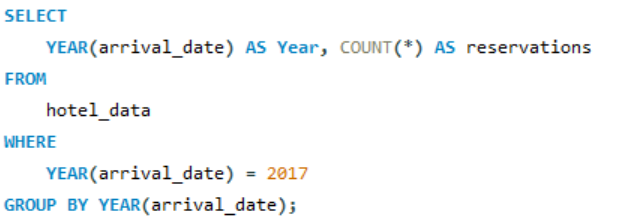 SELECT
    YEAR(arrival_date) AS Year, COUNT(*) AS reservations
FROM
    hotel_data
WHERE
    YEAR(arrival_date) = 2017
GROUP BY YEAR(arrival_date);